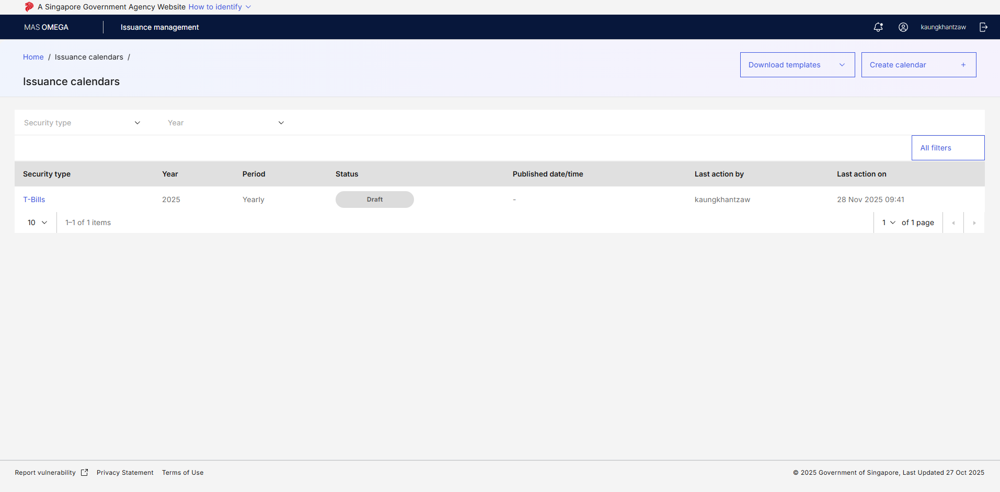 A Singapore Government Agency Website How to identify
MAS OMEGA Issuance management kaungkhantzaw
Home / Issuance calendars /
Download templates Create calendar +
Issuance calendars
Security type Year
All filters
Security type Year Period Status Published date/time Last action by Last action on
T-Bills 2025 Yearly Draft - kaungkhantzaw 28 Nov 2025 09:41
10 1–1 of 1 items 1 of 1 page
Report vulnerability Privacy Statement Terms of Use © 2025 Government of Singapore, Last Updated 27 Oct 2025